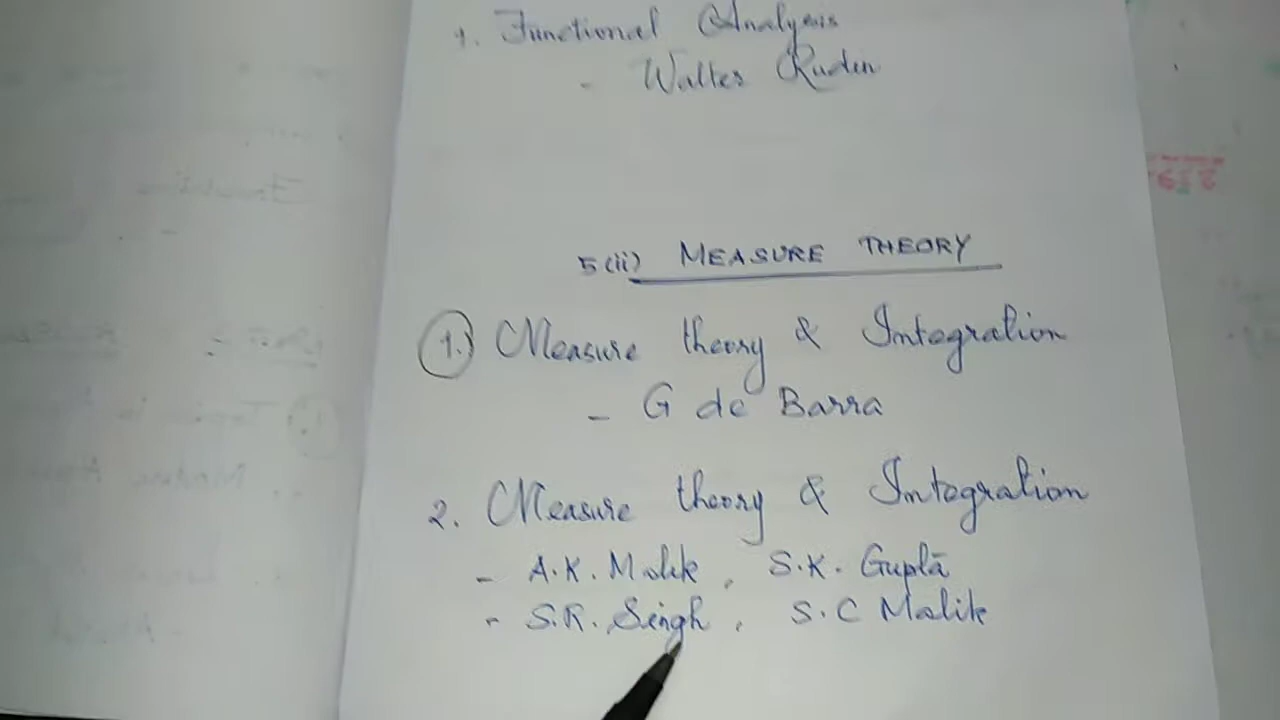 4. Functional Analysis
- Walter Rudin
5(ii) MEASURE THEORY
1. Measure theory & Integration
- G de Barra
2. Measure theory & Integration
- A.K. Malik, S.K. Gupta
- S.R. Singh, S.C Malik